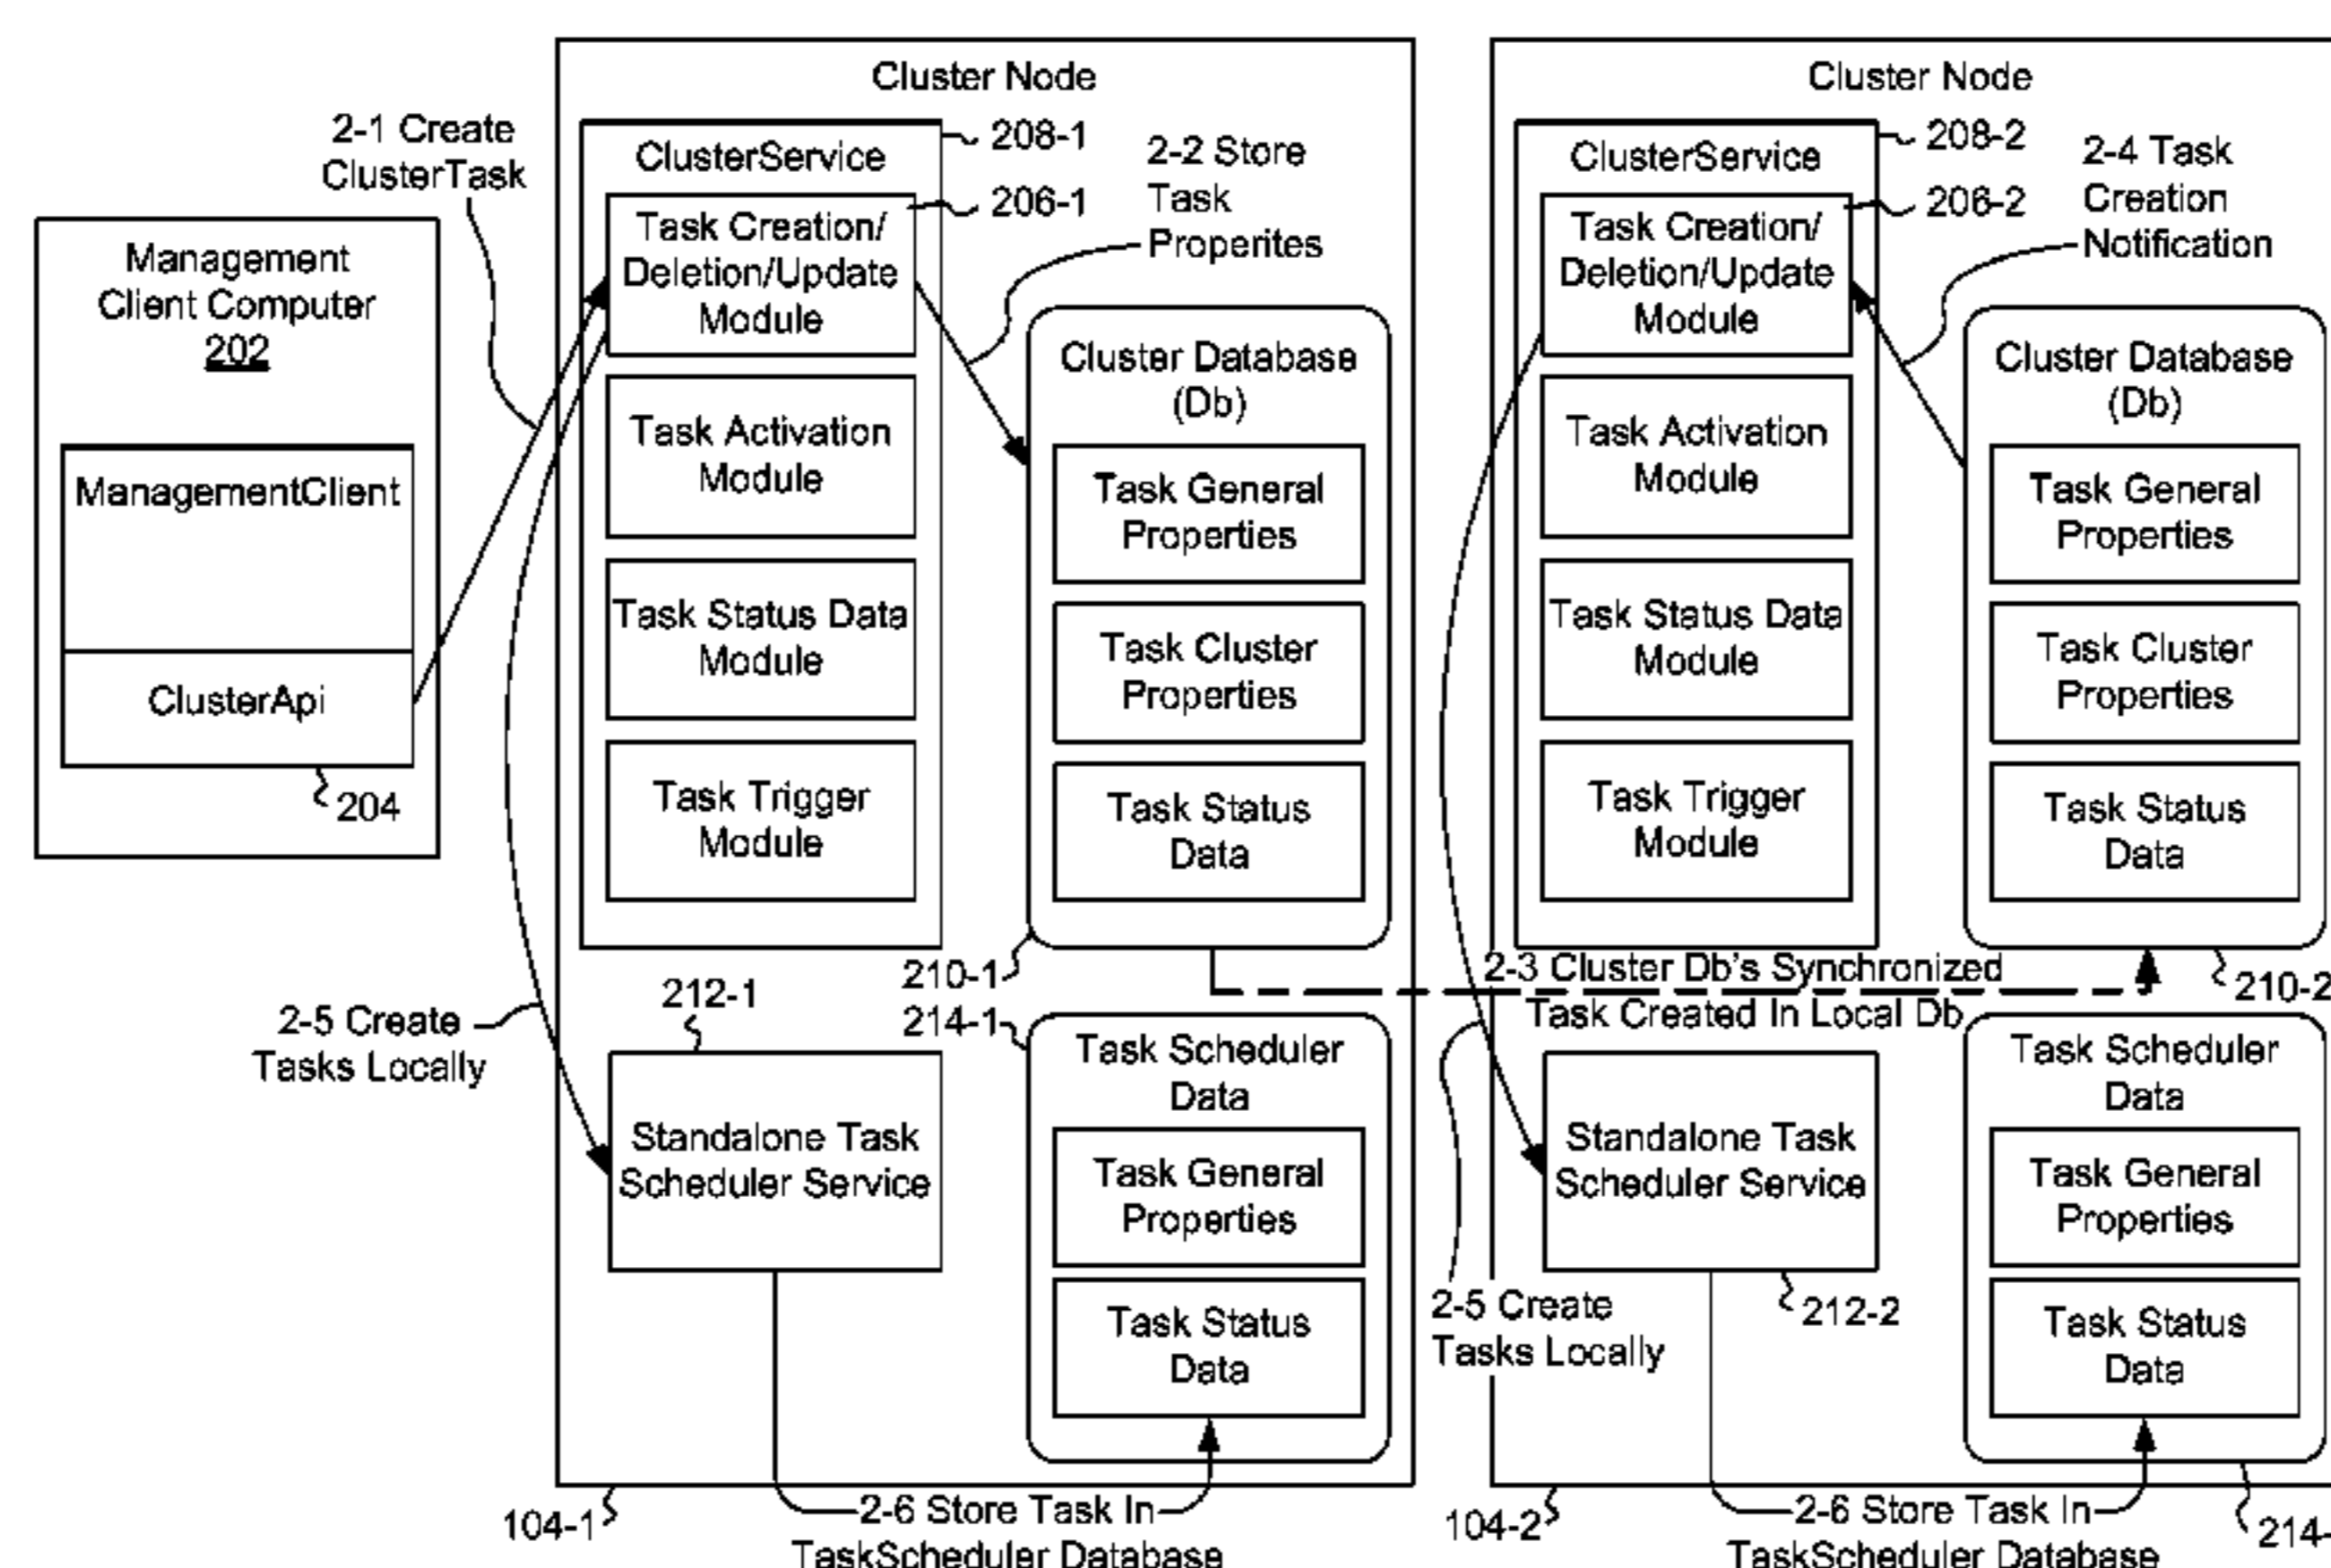 Cluster Node
Cluster Node
2-1 Create
ClusterTask
ClusterService
208-1
2-2 Store
Task
Properites
206-1
Task Creation/
Deletion/Update
Module
ClusterService
208-2
2-4 Task
Creation
Notification
206-2
Task Creation/
Deletion/Update
Module
Management
Client Computer
202
ManagementClient
ClusterApi
204
Task Activation
Module
Task Status Data
Module
Task Trigger
Module
Cluster Database
(Db)
Task General
Properties
Task Cluster
Properties
Task Status
Data
Task Activation
Module
Task Status Data
Module
Task Trigger
Module
Cluster Database
(Db)
Task General
Properties
Task Cluster
Properties
Task Status
Data
210-1
2-3 Cluster Db's Synchronized
Task Created In Local Db
210-2
2-5 Create
Tasks Locally
212-1
Standalone Task
Scheduler Service
214-1
Task Scheduler
Data
Task General
Properties
Task Status
Data
2-5 Create
Tasks Locally
Standalone Task
Scheduler Service
212-2
Task Scheduler
Data
Task General
Properties
Task Status
Data
104-1
2-6 Store Task In
TaskScheduler Database
104-2
2-6 Store Task In
TaskScheduler Database
214-